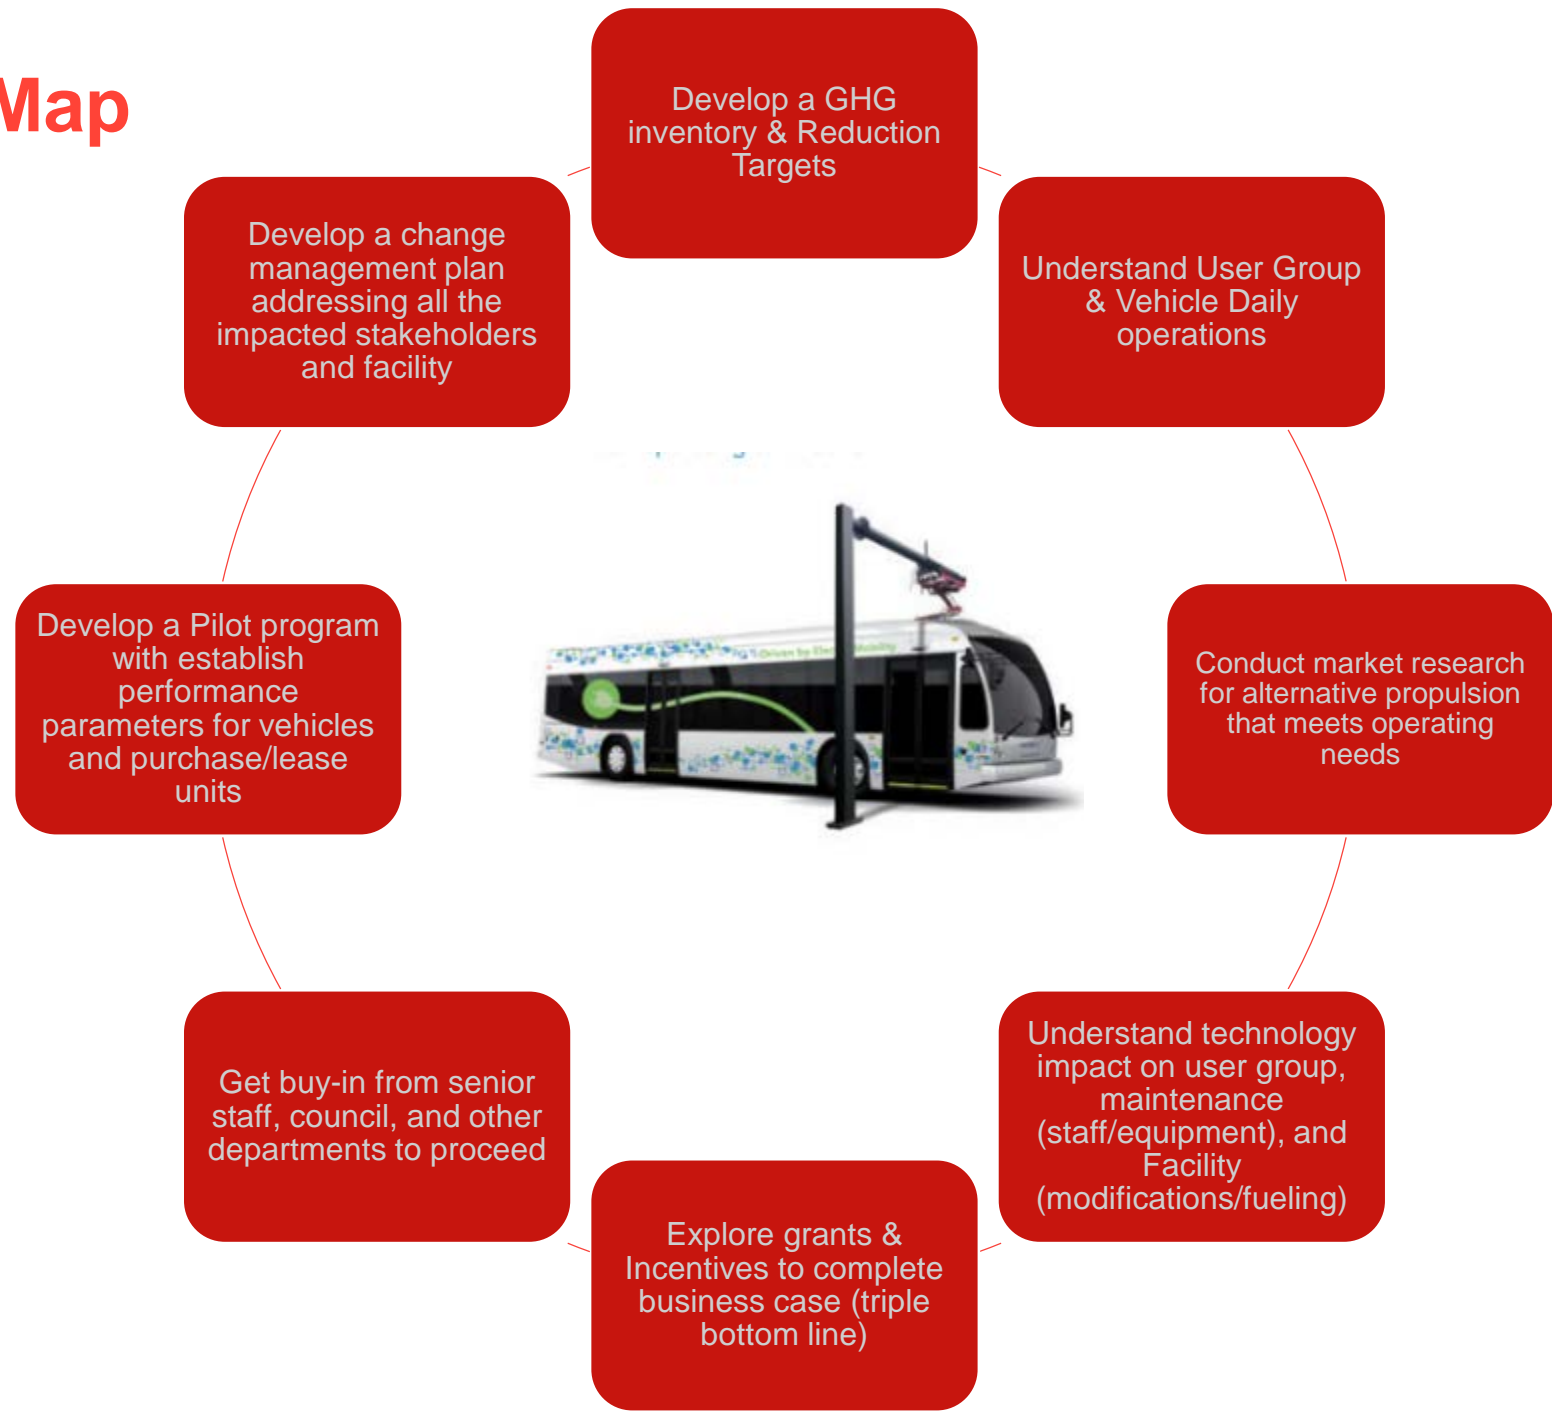 Map
Develop a GHG
inventory & Reduction
Targets
Understand User Group
& Vehicle Daily
operations
Conduct market research
for alternative propulsion
that meets operating
needs
Understand technology
impact on user group,
maintenance
(staff/equipment), and
Facility
(modifications/fueling)
Explore grants &
Incentives to complete
business case (triple
bottom line)
Get buy-in from senior
staff, council, and other
departments to proceed
Develop a Pilot program
with establish
performance
parameters for vehicles
and purchase/lease
units
Develop a change
management plan
addressing all the
impacted stakeholders
and facility
Driven by Mobility